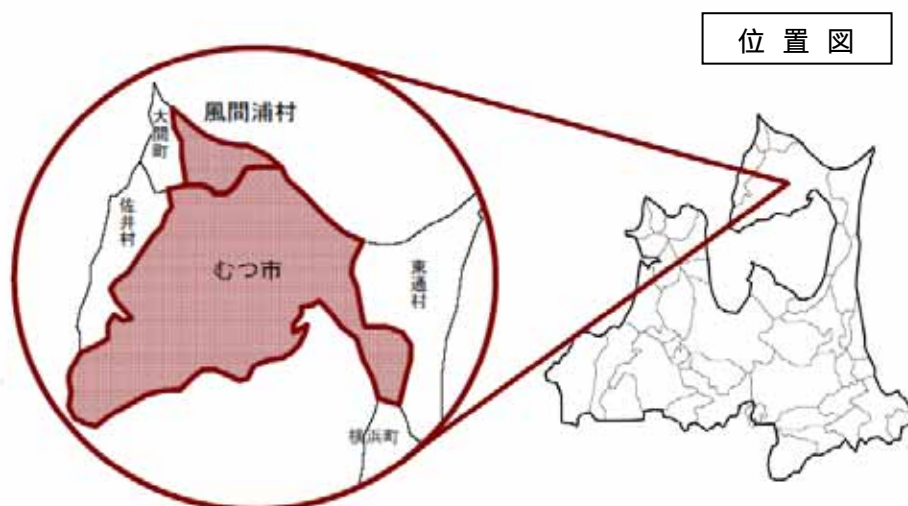 位置図
風間浦村
大間町
佐井村
むつ市
東通村
横浜町